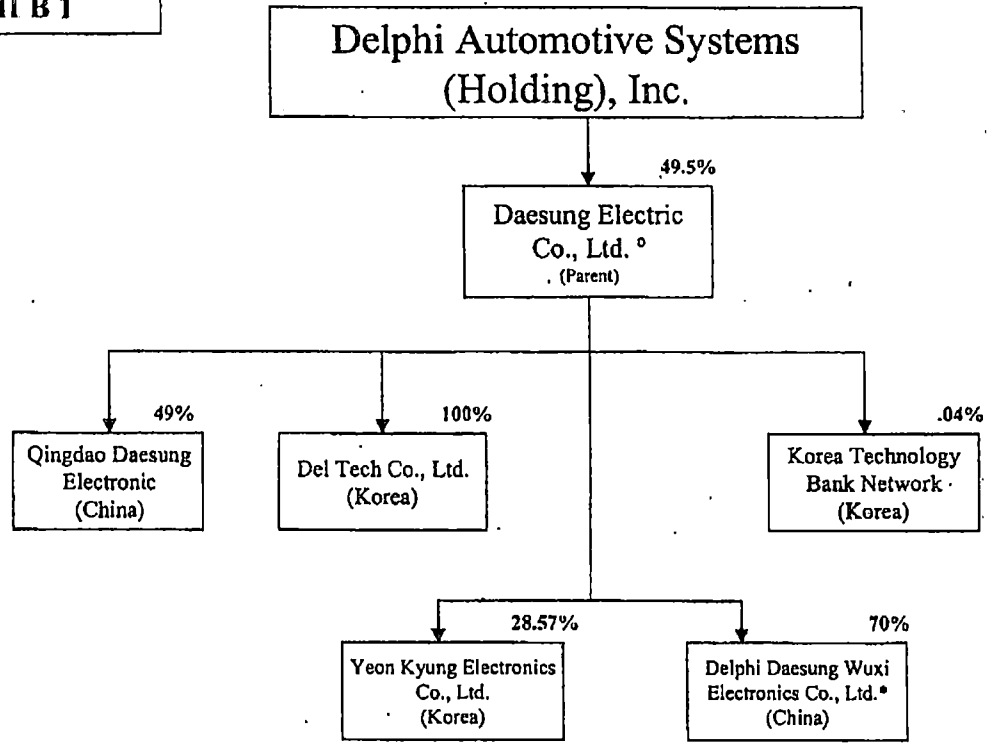 B 1
Delphi Automotive Systems
(Holding), Inc.
49.5%
Daesung Electric
Co., Ltd. °
(Parent)
49%
100%
.04%
Qingdao Daesung
Electronic
(China)
Del Tech Co., Ltd.
(Korea)
Korea Technology
Bank Network
(Korea)
28.57%
70%
Yeon Kyung Electronics
Co., Ltd.
(Korea)
Delphi Daesung Wuxi
Electronics Co., Ltd.*
(China)